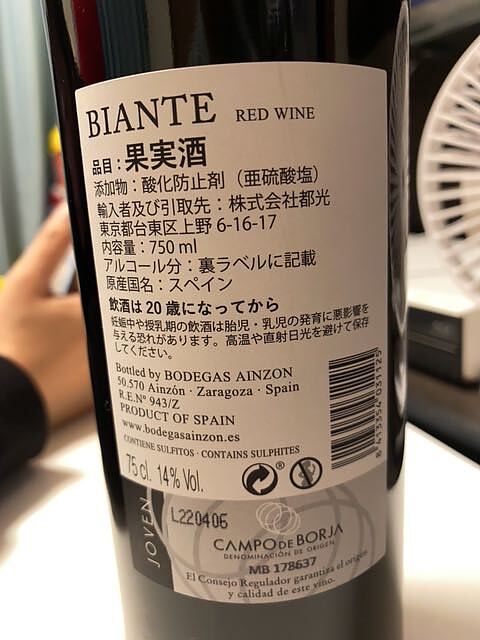 BIANTE RED WINE
品目：果実酒
添加物：酸化防止剤（亜硫酸塩）
輸入者及び引取先：株式会社都光
東京都台東区上野 6-16-17
内容量：750 ml
アルコール分：裏ラベルに記載
原産国名：スペイン
飲酒は20歳になってから
妊娠中や授乳期の飲酒は胎児・乳児の発育に悪影響を
与える恐れがあります。高温や直射日光を避けて保存
してください。
Bottled by BODEGAS AINZON
50.570 Ainzón · Zaragoza · Spain
R.E.Nº 943/Z
PRODUCT OF SPAIN
www.bodegasainzon.es
CONTIENE SULFITOS · CONTAINS SULPHITES
75 cl. 14% Vol.
8 413354 031125
JOVEN
L220406
CAMPO DE BORJA
DENOMINACIÓN DE ORIGEN
MB 178637
El Consejo Regulador garantiza el origen
y calidad de este vino.